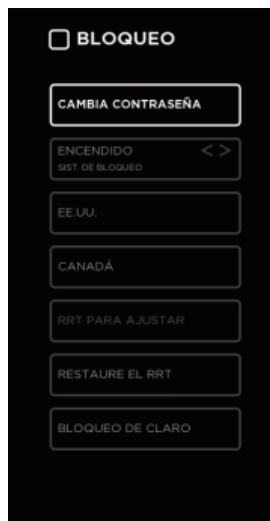 BLOQUEO
CAMBIA CONTRASEÑA
ENCENDIDO < >
SIST. DE BLOQUEO
EE.UU.
CANADÁ
RRT PARA AJUSTAR
RESTAURE EL RRT
BLOQUEO DE CLARO